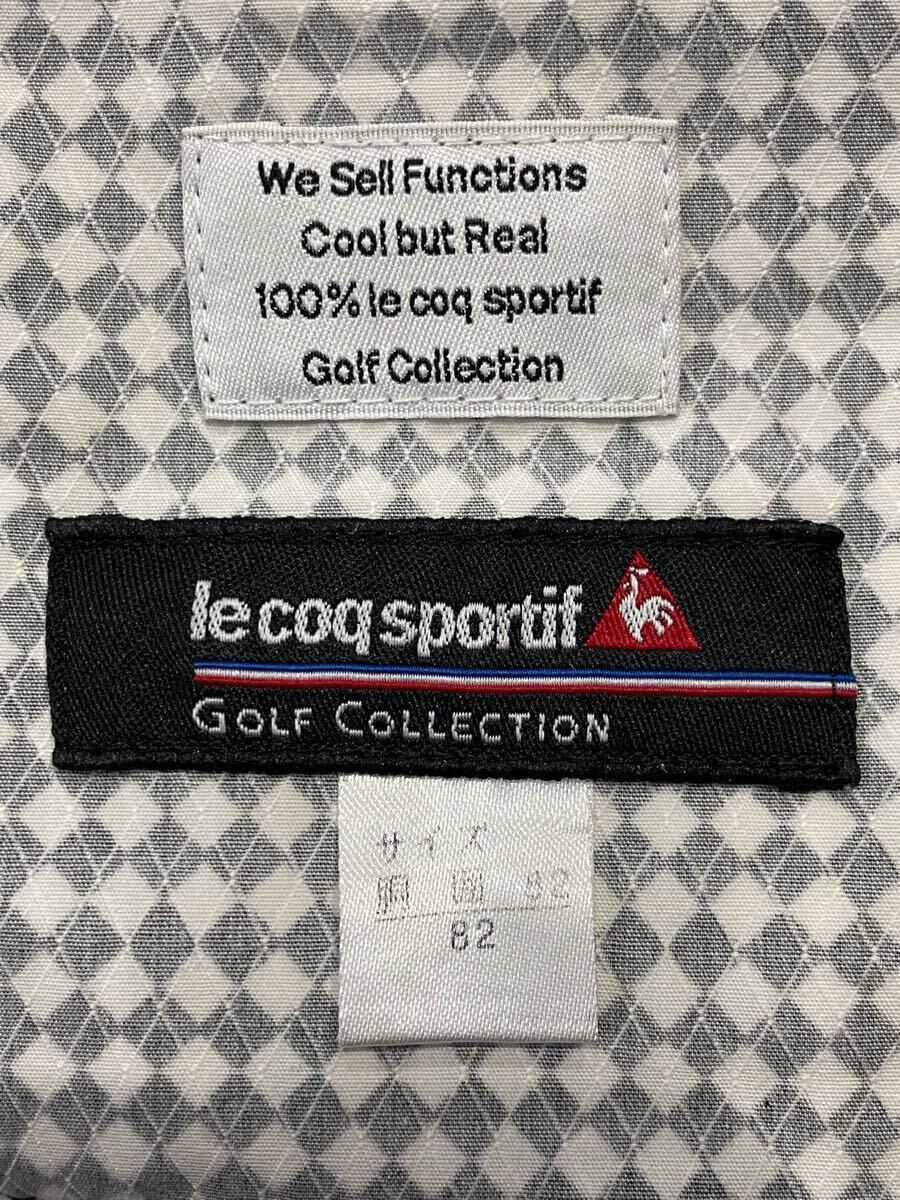 We Sell Functions
Cool but Real
100% le coq sportif
Golf Collection
le coq sportif
GOLF COLLECTION
サイズ
胴囲 82
82